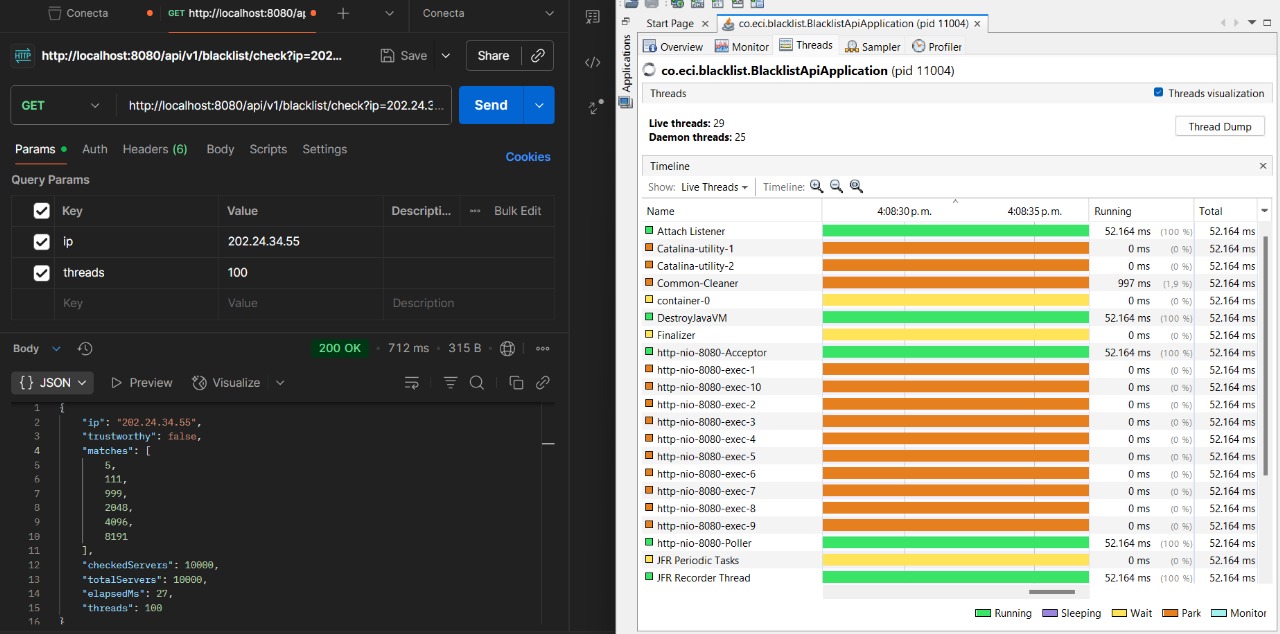 Conecta
GET http://localhost:8080/a
Conecta
http://localhost:8080/api/v1/blacklist/check?ip=202...
Save
Share
GET
http://localhost:8080/api/v1/blacklist/check?ip=202.24.3...
Send
Params
Auth
Headers (6)
Body
Scripts
Settings
Cookies
Query Params
Key Value Descripti... Bulk Edit
ip 202.24.34.55
threads 100
Key Value Description
Body
200 OK 712 ms 315 B
{} JSON
Preview
Visualize
1 {
2 "ip": "202.24.34.55",
3 "trustworthy": false,
4 "matches": [
5 5,
6 111,
7 999,
8 2048,
9 4096,
10 8191
11 ],
12 "checkedServers": 10000,
13 "totalServers": 10000,
14 "elapsedMs": 27,
15 "threads": 100
16 }
Applications
Start Page
co.eci.blacklist.BlacklistApiApplication (pid 11004)
Overview
Monitor
Threads
Sampler
Profiler
co.eci.blacklist.BlacklistApiApplication (pid 11004)
Threads
Threads visualization
Live threads: 29
Daemon threads: 25
Thread Dump
Timeline
Show: Live Threads
Timeline:
Name 4:08:30 p. m. 4:08:35 p. m. Running Total
Attach Listener 52.164 ms (100 %) 52.164 ms
Catalina-utility-1 0 ms (0 %) 52.164 ms
Catalina-utility-2 0 ms (0 %) 52.164 ms
Common-Cleaner 997 ms (1,9 %) 52.164 ms
container-0 0 ms (0 %) 52.164 ms
DestroyJavaVM 52.164 ms (100 %) 52.164 ms
Finalizer 0 ms (0 %) 52.164 ms
http-nio-8080-Acceptor 52.164 ms (100 %) 52.164 ms
http-nio-8080-exec-1 0 ms (0 %) 52.164 ms
http-nio-8080-exec-10 0 ms (0 %) 52.164 ms
http-nio-8080-exec-2 0 ms (0 %) 52.164 ms
http-nio-8080-exec-3 0 ms (0 %) 52.164 ms
http-nio-8080-exec-4 0 ms (0 %) 52.164 ms
http-nio-8080-exec-5 0 ms (0 %) 52.164 ms
http-nio-8080-exec-6 0 ms (0 %) 52.164 ms
http-nio-8080-exec-7 0 ms (0 %) 52.164 ms
http-nio-8080-exec-8 0 ms (0 %) 52.164 ms
http-nio-8080-exec-9 0 ms (0 %) 52.164 ms
http-nio-8080-Poller 52.164 ms (100 %) 52.164 ms
JFR Periodic Tasks 0 ms (0 %) 52.164 ms
JFR Recorder Thread 52.164 ms (100 %) 52.164 ms
Running Sleeping Wait Park Monitor